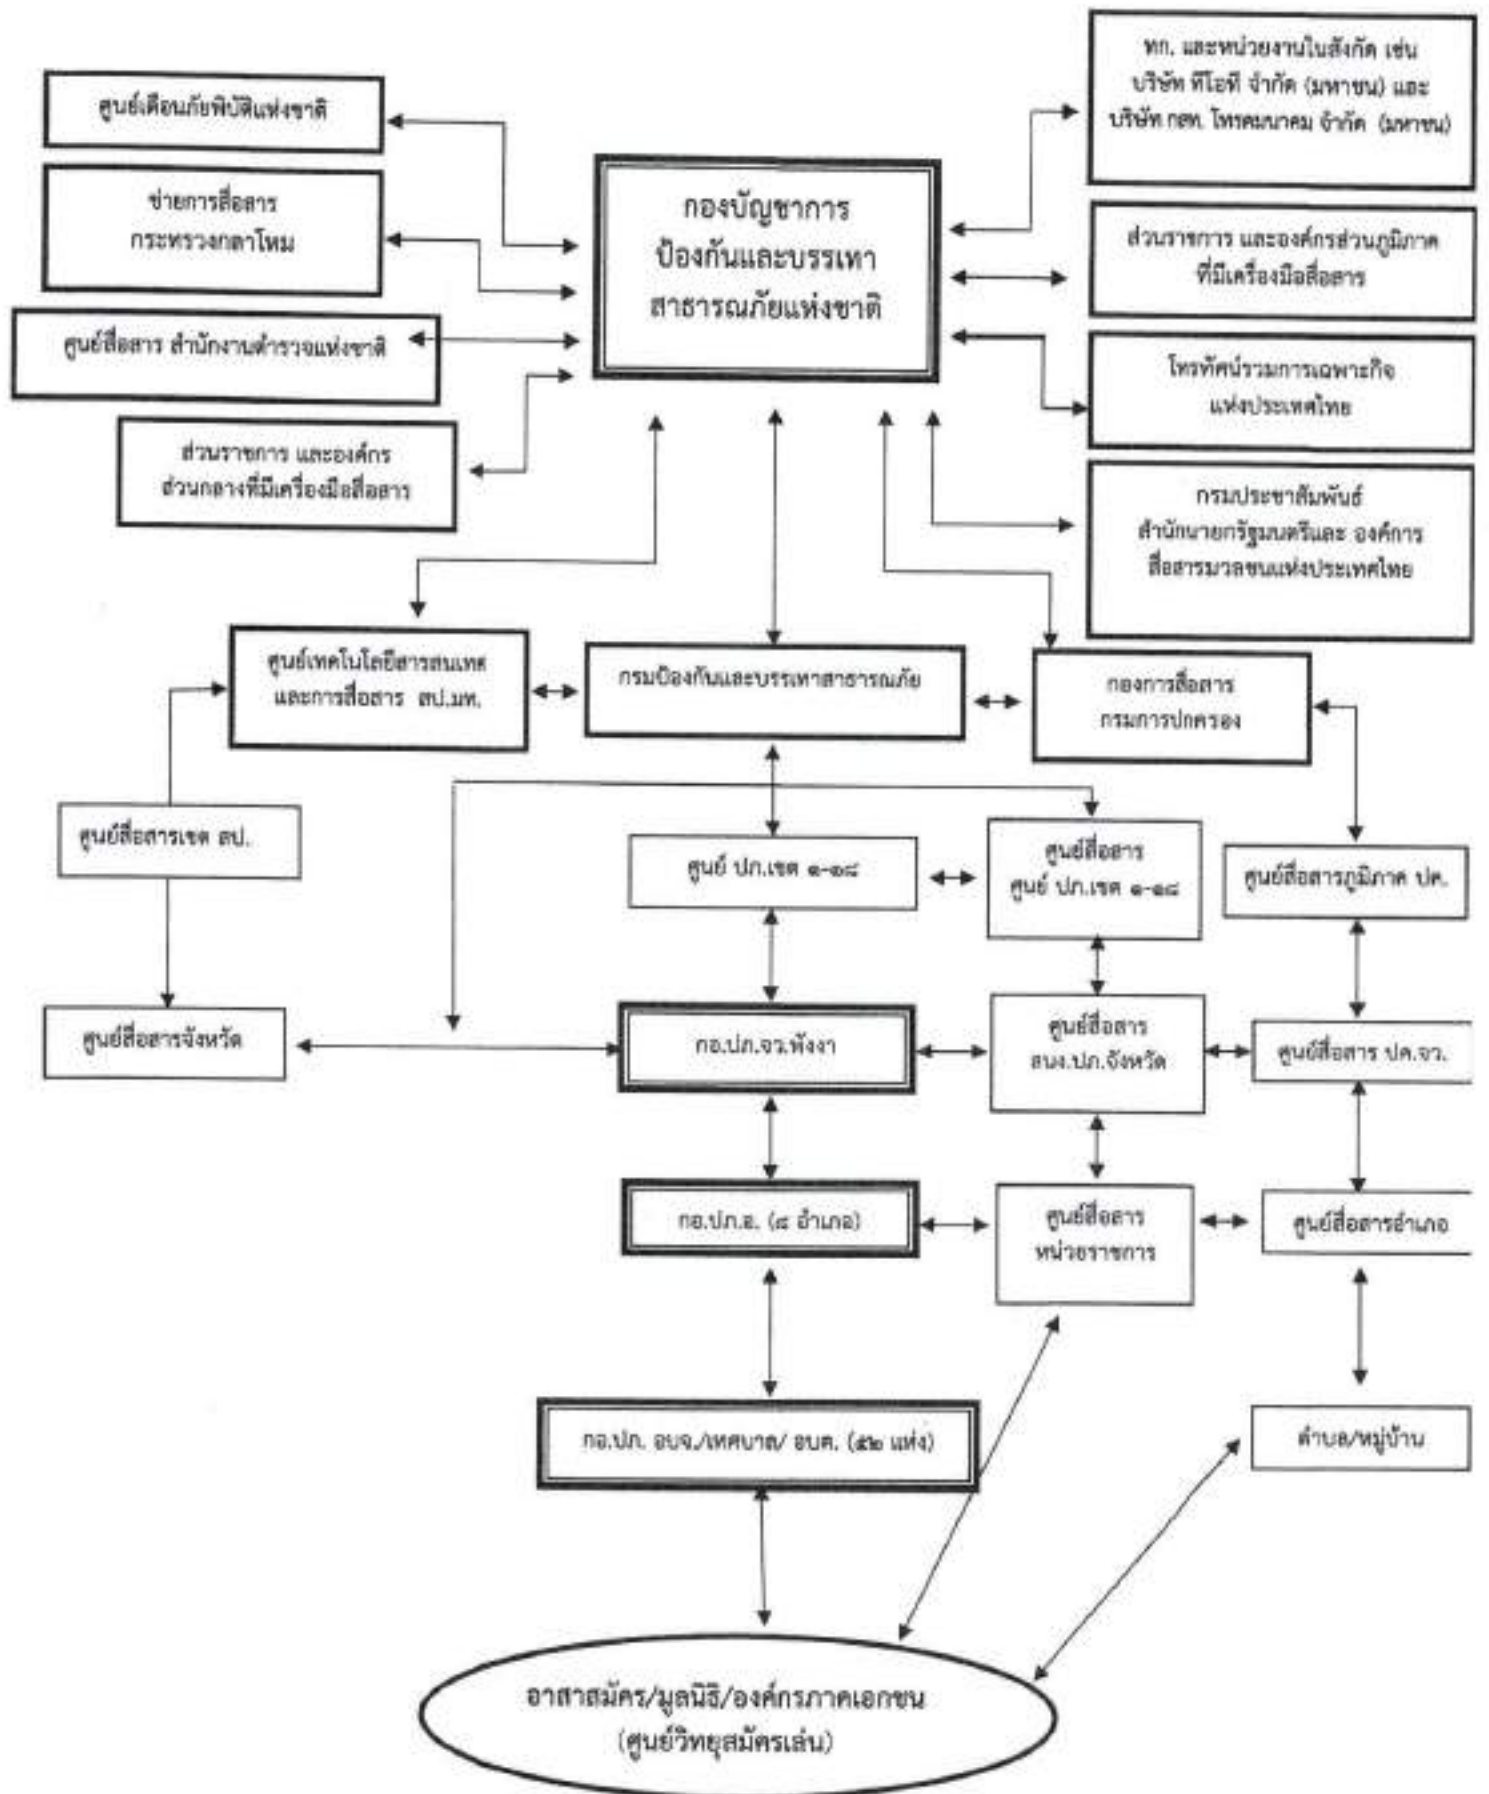 ศูนย์เตือนภัยพิบัติแห่งชาติ
ข่ายการสื่อสาร
กระทรวงกลาโหม
ศูนย์สื่อสาร สำนักงานตำรวจแห่งชาติ
ส่วนราชการ และองค์กร
ส่วนกลางที่มีเครื่องมือสื่อสาร
กองบัญชาการ
ป้องกันและบรรเทา
สาธารณภัยแห่งชาติ
ทก. และหน่วยงานในสังกัด เช่น
บริษัท ทีโอที จำกัด (มหาชน) และ
บริษัท กสท. โทรคมนาคม จำกัด (มหาชน)
ส่วนราชการ และองค์กรส่วนภูมิภาค
ที่มีเครื่องมือสื่อสาร
โทรทัศน์รวมการเฉพาะกิจ
แห่งประเทศไทย
กรมประชาสัมพันธ์
สำนักนายกรัฐมนตรีและ องค์การ
สื่อสารมวลชนแห่งประเทศไทย
ศูนย์เทคโนโลยีสารสนเทศ
และการสื่อสาร สป.มท.
กรมป้องกันและบรรเทาสาธารณภัย
กองการสื่อสาร
กรมการปกครอง
ศูนย์สื่อสารเขต สป.
ศูนย์ ปภ.เขต ๑-๑๘
ศูนย์สื่อสาร
ศูนย์ ปภ.เขต ๑-๑๘
ศูนย์สื่อสารภูมิภาค ปค.
ศูนย์สื่อสารจังหวัด
กอ.ปภ.จว.พังงา
ศูนย์สื่อสาร
สนง.ปภ.จังหวัด
ศูนย์สื่อสาร ปค.จว.
กอ.ปภ.อ. (๘ อำเภอ)
ศูนย์สื่อสาร
หน่วยราชการ
ศูนย์สื่อสารอำเภอ
กอ.ปภ. อบจ./เทศบาล/ อบต. (๕๒ แห่ง)
ตำบล/หมู่บ้าน
อาสาสมัคร/มูลนิธิ/องค์กรภาคเอกชน
(ศูนย์วิทยุสมัครเล่น)